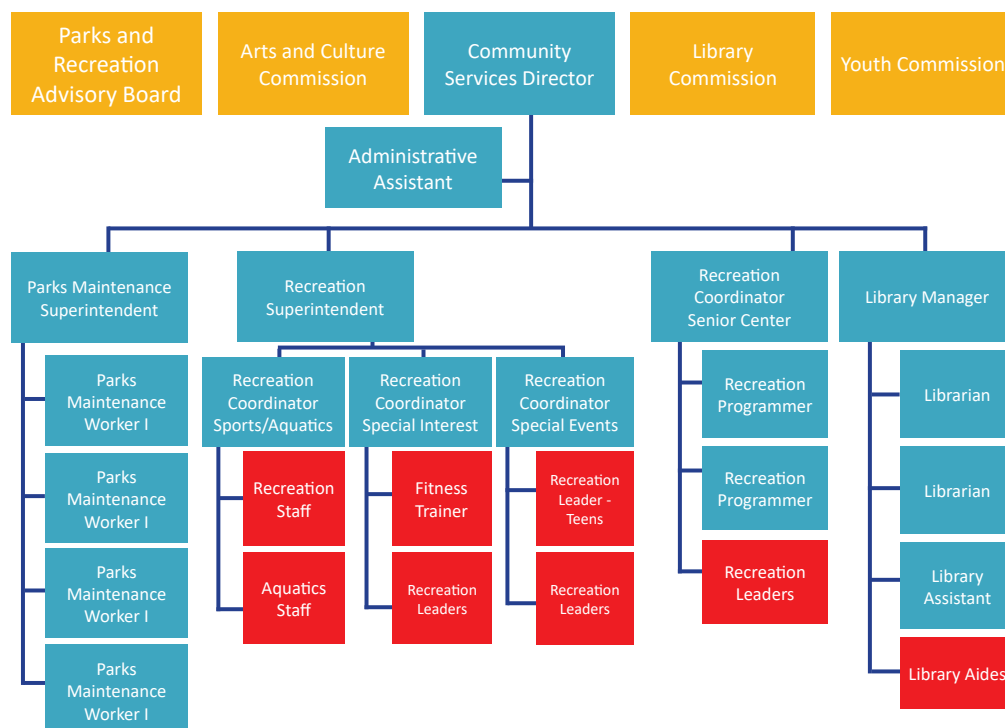 Parks and
Recreation
Advisory Board
Arts and Culture
Commission
Community
Services Director
Library
Commission
Youth Commission
Administrative
Assistant
Parks Maintenance
Superintendent
Recreation
Superintendent
Recreation
Coordinator
Senior Center
Library Manager
Parks
Maintenance
Worker I
Parks
Maintenance
Worker I
Parks
Maintenance
Worker I
Parks
Maintenance
Worker I
Recreation
Coordinator
Sports/Aquatics
Recreation
Staff
Aquatics
Staff
Recreation
Coordinator
Special Interest
Fitness
Trainer
Recreation
Leaders
Recreation
Coordinator
Special Events
Recreation
Leader -
Teens
Recreation
Leaders
Recreation
Programmer
Recreation
Programmer
Recreation
Leaders
Librarian
Librarian
Library
Assistant
Library Aides